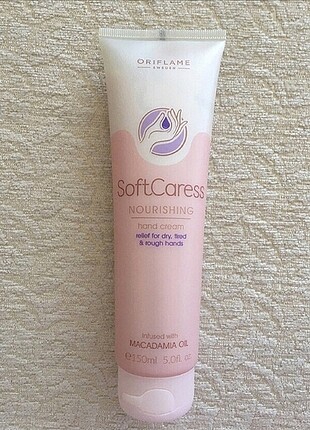 ORIFLAME
SWEDEN
SoftCaress
NOURISHING
hand cream
relief for dry, tired
& rough hands
Infused with
MACADAMIA OIL
℮150ml 5.0fl. oz.